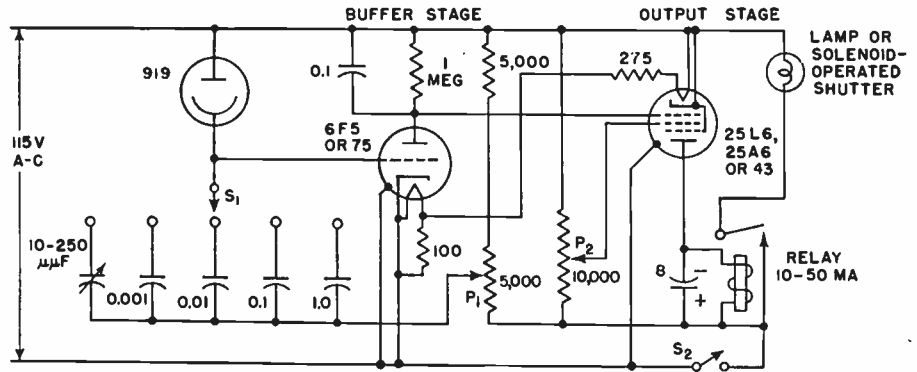 BUFFER STAGE
OUTPUT STAGE
LAMP OR
SOLENOID-
OPERATED
SHUTTER
919
0.1
1
MEG
5,000
275
115V
A-C
6F5
OR 75
25L6,
25A6
OR 43
S1
10-250
μμF
0.001
0.01
0.1
1.0
100
5,000
P1
P2
10,000
8
-
+
RELAY
10-50 MA
S2